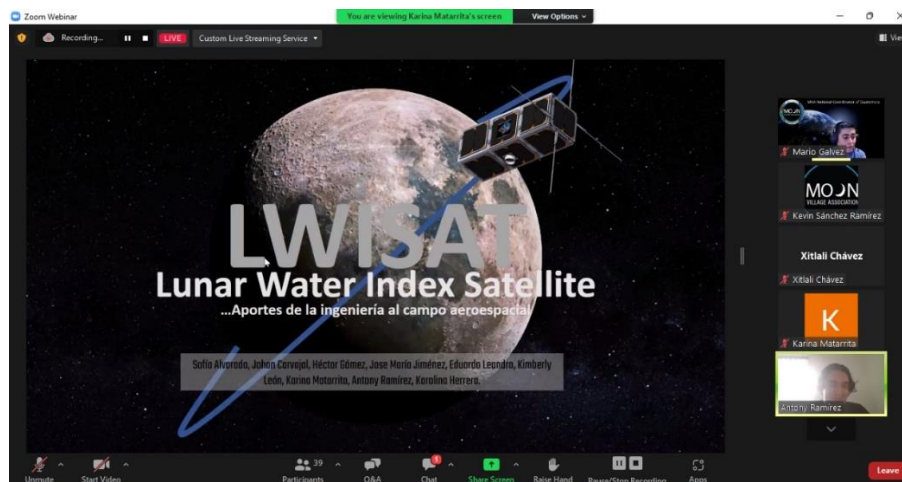 Zoom Webinar
You are viewing Karina Matarrita's screen
View Options
Recording...
LIVE
Custom Live Streaming Service
Vie
LWISAT
Lunar Water Index Satellite
...Aportes de la ingeniería al campo aeroespacial
Sofía Alvarado, Johan Carvajal, Héctor Gómez, Jose María Jiménez, Eduardo Leandro, Kimberly
León, Karina Matarrita, Antony Ramírez, Karolina Herrera.
MOON
Mario Galvez
MOON
VILLAGE ASSOCIATION
Kevin Sánchez Ramírez
Xitlali Chávez
Xitlali Chávez
K
Karina Matarrita
Antony Ramírez
Unmute
Start Video
39
Participants
Q&A
1
Chat
Share Screen
Raise Hand
Pause/Stop Recording
Apps
Leave